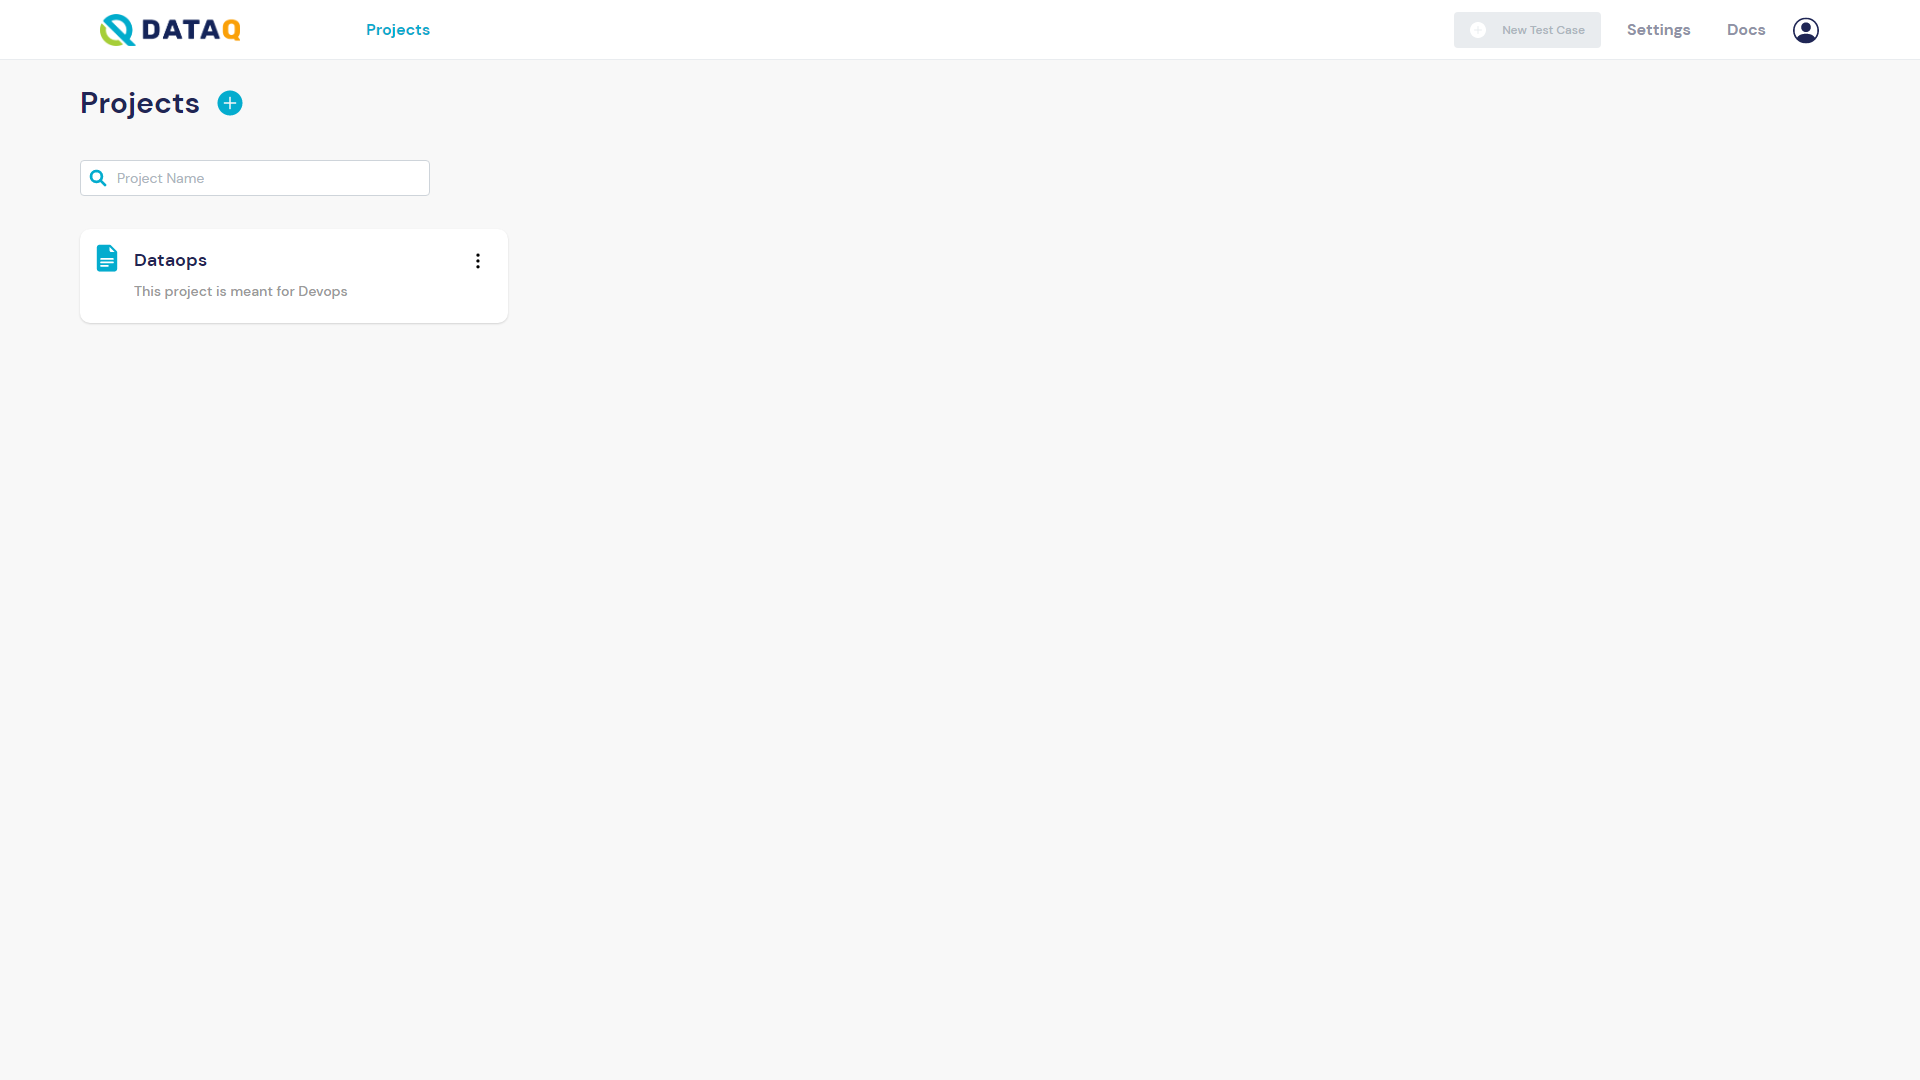 DATAQ
Projects
New Test Case
Settings
Docs
Projects
Project Name
Dataops
This project is meant for Devops